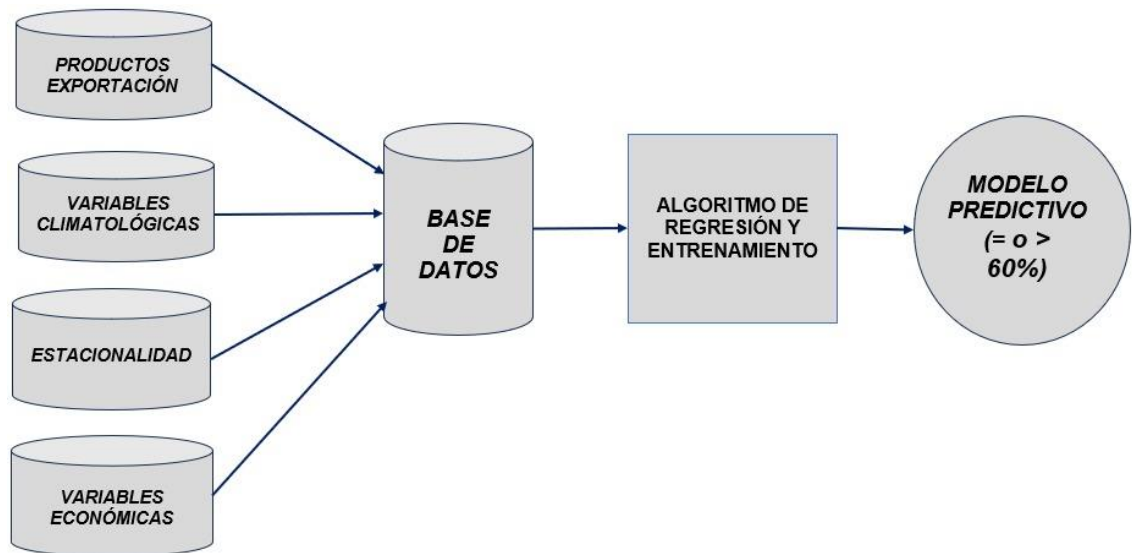 PRODUCTOS
EXPORTACIÓN
VARIABLES
CLIMATOLÓGICAS
ESTACIONALIDAD
VARIABLES
ECONÓMICAS
BASE
DE
DATOS
ALGORITMO DE
REGRESIÓN Y
ENTRENAMIENTO
MODELO
PREDICTIVO
(= o >
60%)